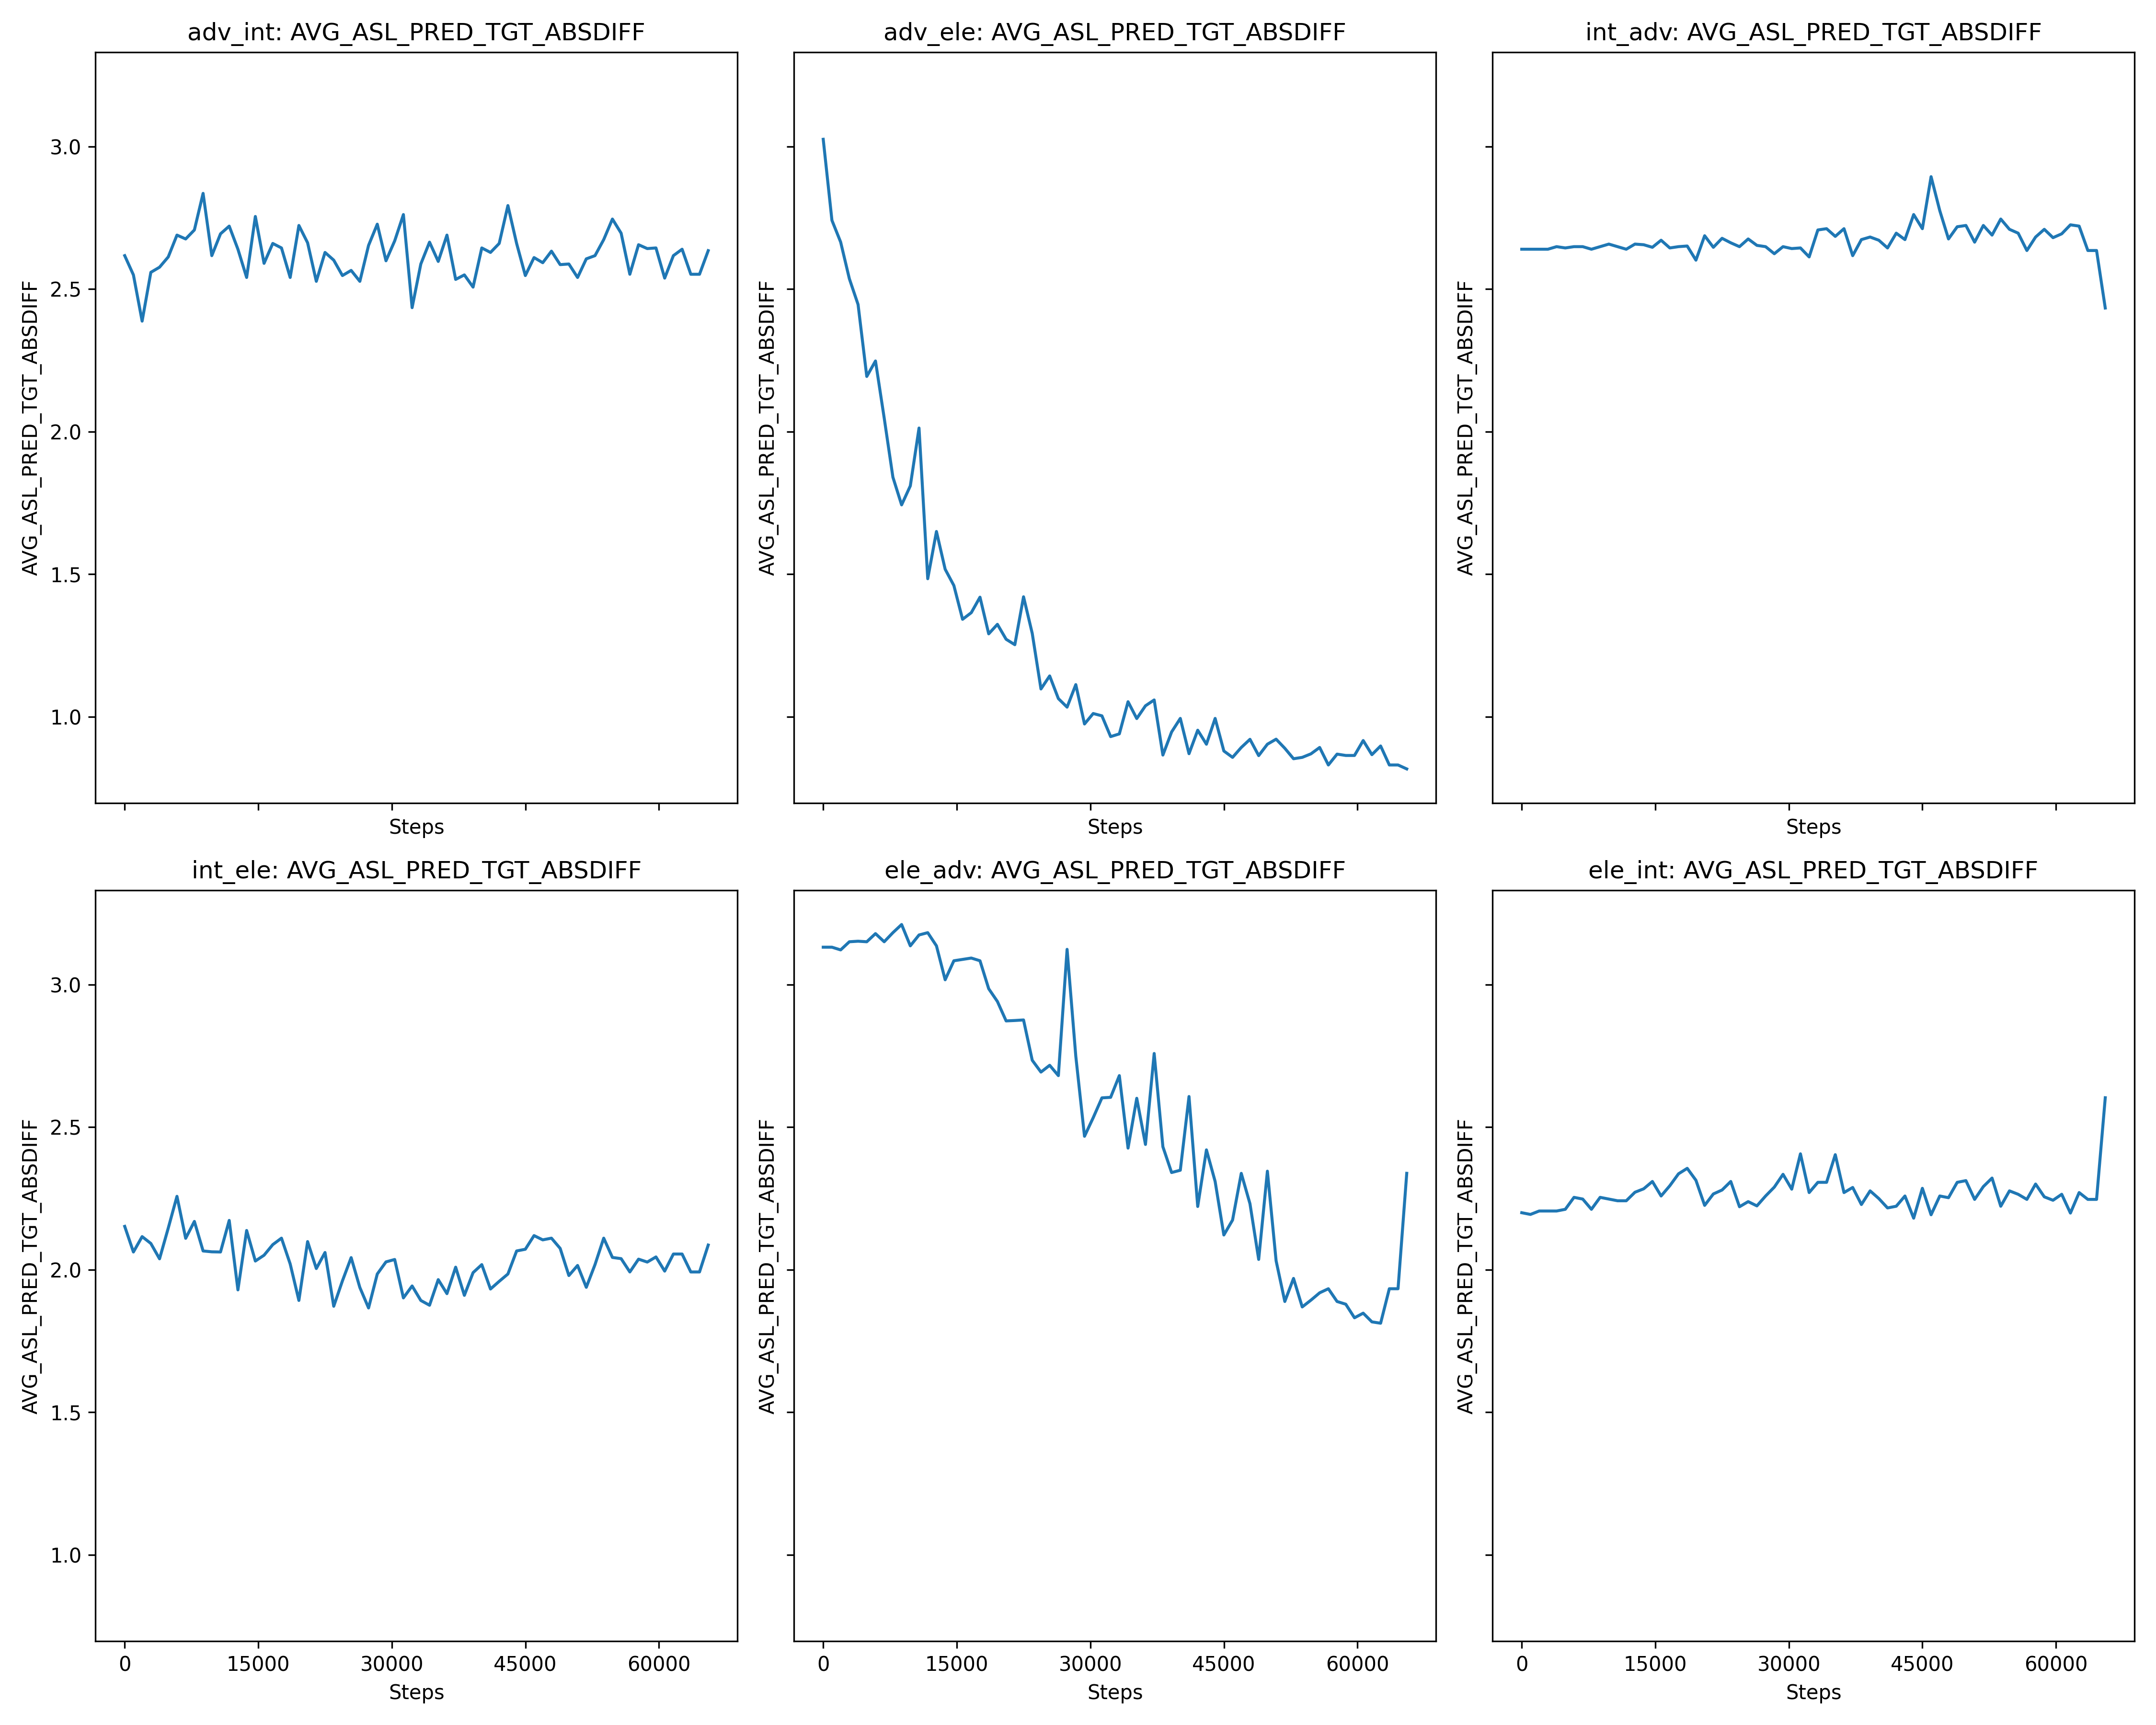 adv_int: AVG_ASL_PRED_TGT_ABSDIFF
adv_ele: AVG_ASL_PRED_TGT_ABSDIFF
int_adv: AVG_ASL_PRED_TGT_ABSDIFF
AVG_ASL_PRED_TGT_ABSDIFF
3.0
2.5
2.0
1.5
1.0
Steps
AVG_ASL_PRED_TGT_ABSDIFF
Steps
AVG_ASL_PRED_TGT_ABSDIFF
Steps
int_ele: AVG_ASL_PRED_TGT_ABSDIFF
ele_adv: AVG_ASL_PRED_TGT_ABSDIFF
ele_int: AVG_ASL_PRED_TGT_ABSDIFF
AVG_ASL_PRED_TGT_ABSDIFF
3.0
2.5
2.0
1.5
1.0
0 15000 30000 45000 60000
Steps
AVG_ASL_PRED_TGT_ABSDIFF
0 15000 30000 45000 60000
Steps
AVG_ASL_PRED_TGT_ABSDIFF
0 15000 30000 45000 60000
Steps